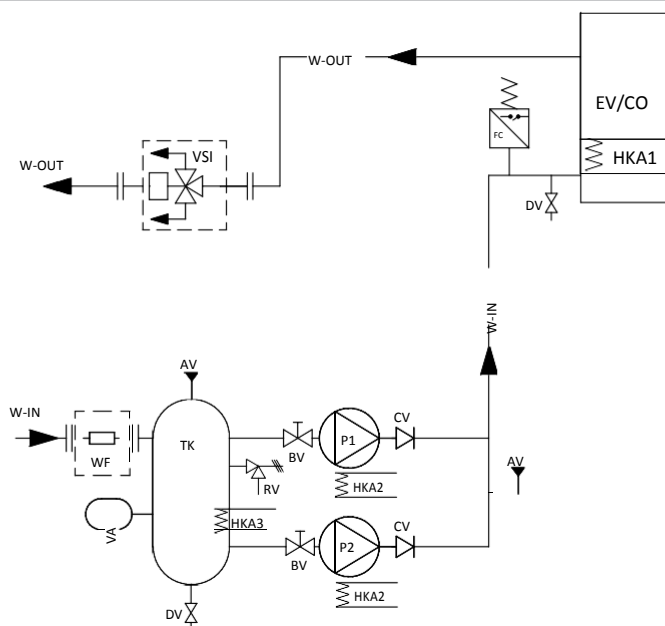 W-OUT
EV/CO
FC
HKA1
VSI
W-OUT
DV
W-IN
AV
W-IN
CV
WF
TK
P1
BV
AV
RV
HKA2
VA
HKA3
CV
P2
BV
HKA2
DV